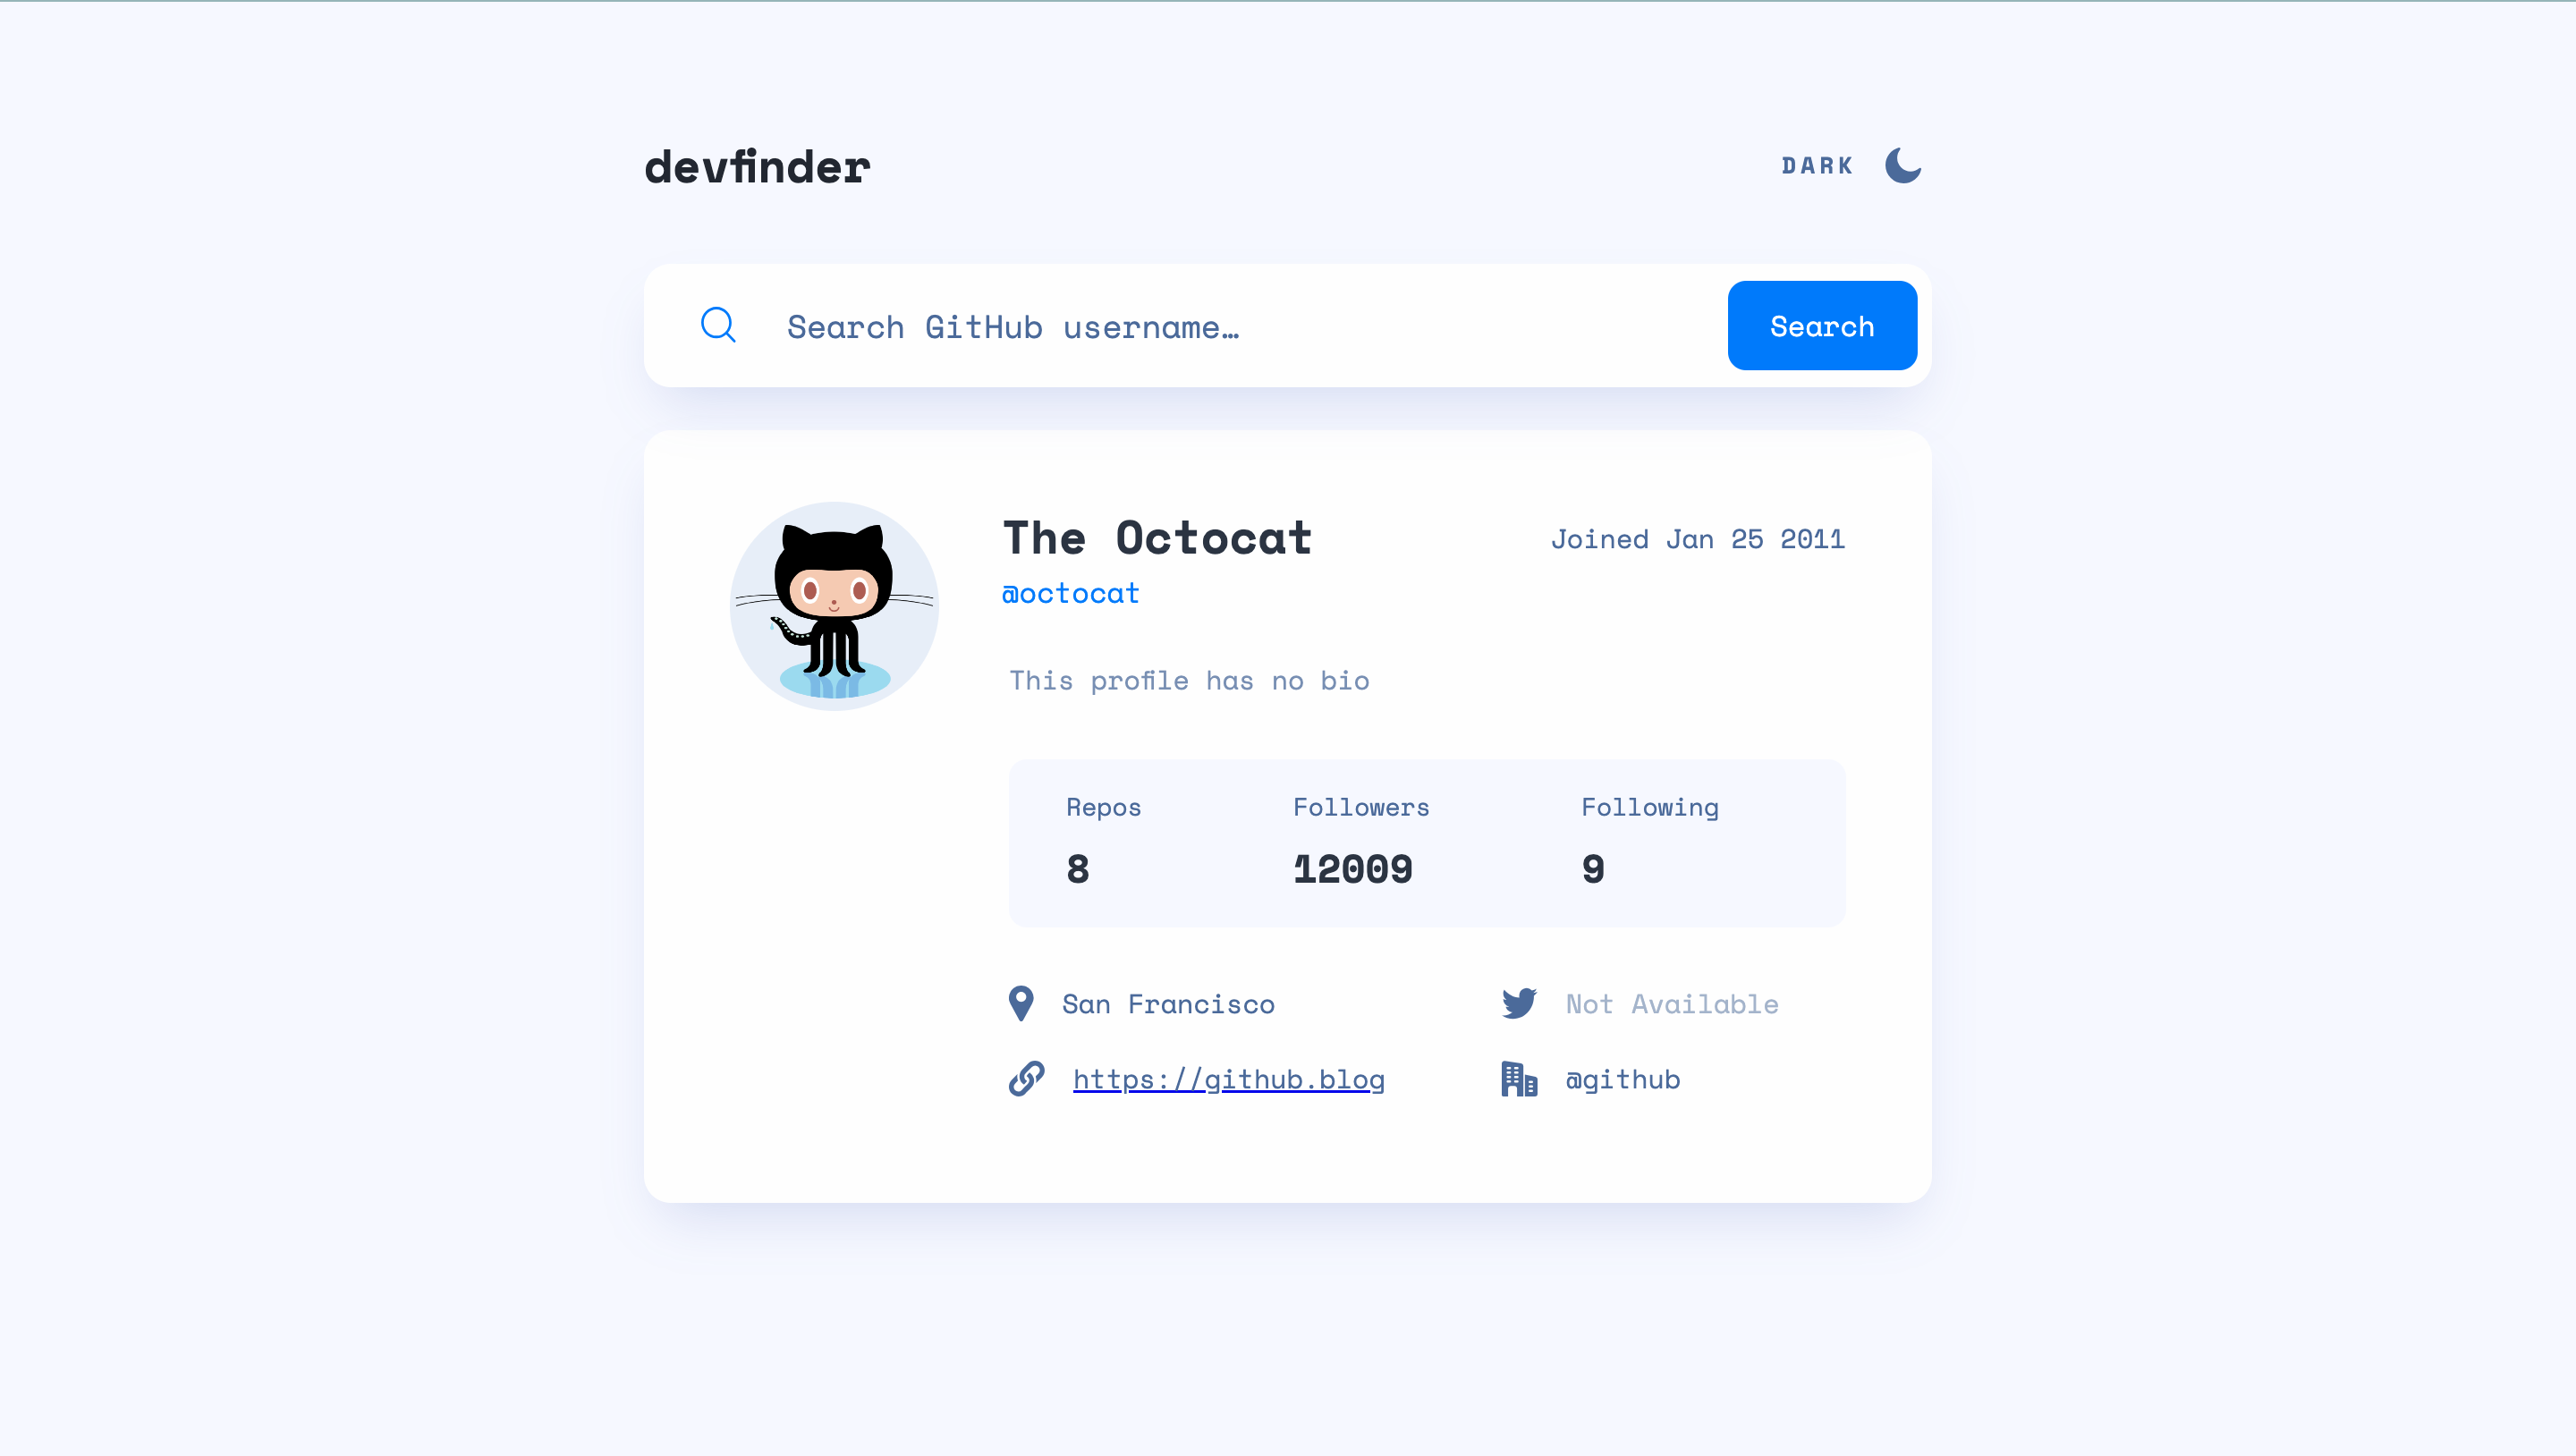 devfinder
DARK
Search GitHub username…
Search
The Octocat
Joined Jan 25 2011
@octocat
This profile has no bio
Repos
Followers
Following
8
12009
9
San Francisco
Not Available
https://github.blog
@github